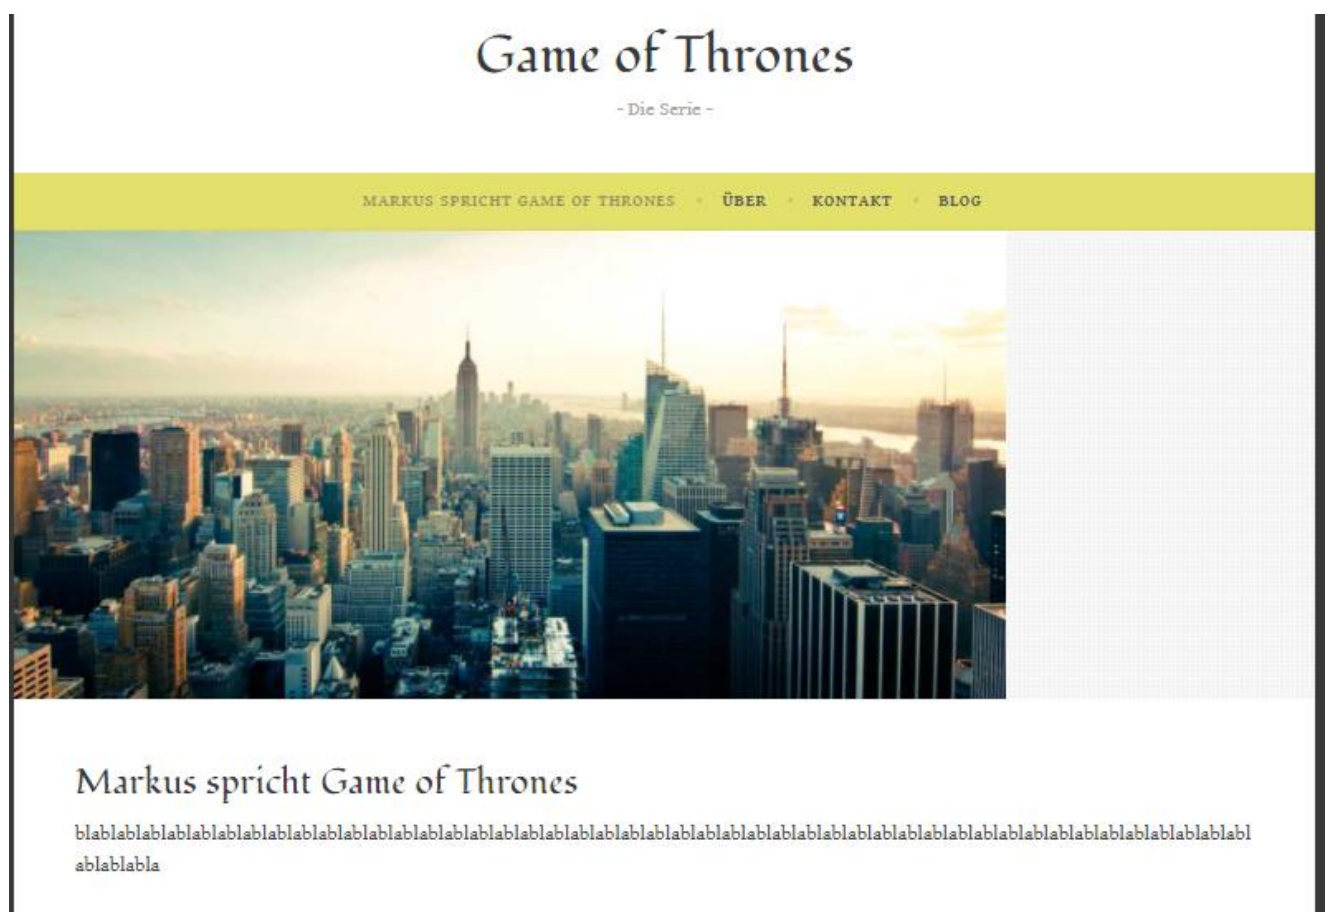 Game of Thrones
- Die Serie -
MARKUS SPRICHT GAME OF THRONES • ÜBER • KONTAKT • BLOG
Markus spricht Game of Thrones
blablablablablablablablablablablablablablablablablablablablablablablablablablablablablablablablablablablablablablablablablablabl
ablablabla